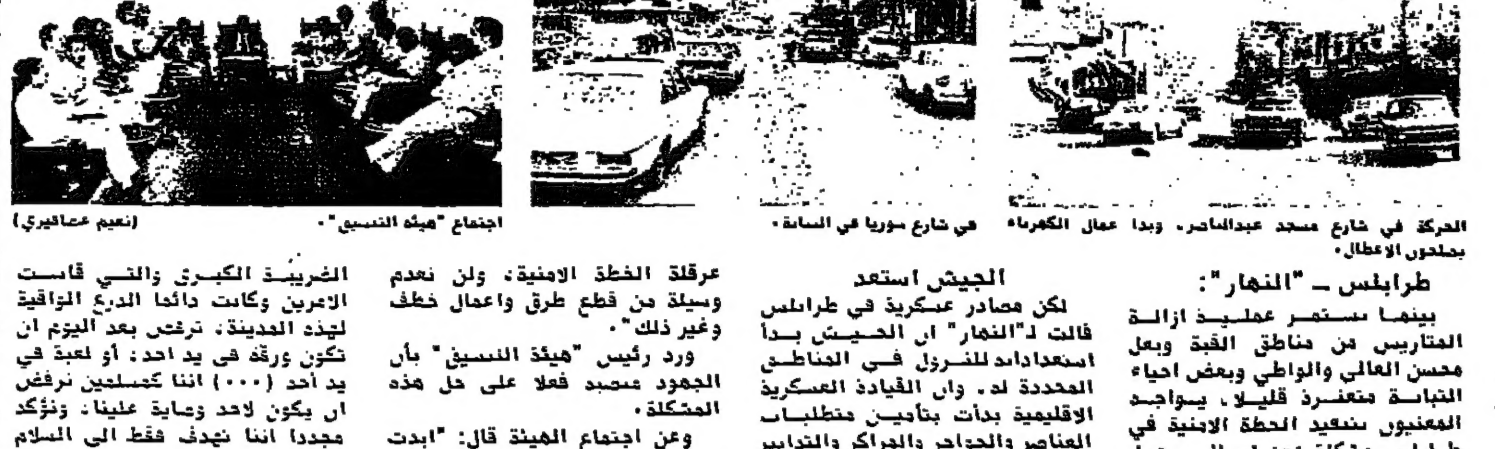 الحركة في شارع مسجد عبدالناصر، وبدا عمال الكهرباء
يصلحون الاعطال.
في شارع سوريا في التبانة.
اجتماع "هيئة التنسيق".
(نعيم عصافيري)
طرابلس – "النهار":
بينما تستمر عملية ازالة
المتاريس من مناطق القبة وبعل
محسن العالي والواطي وبعض احياء
التبانة متعثرة قليلا، يواجه
المعنيون بتنفيذ الخطة الامنية في
الجيش استعد
لكن مصادر عسكرية في طرابلس
قالت لـ"النهار" ان الجيش بدأ
استعداداته للنزول في المناطق
المحددة له، وان القيادة العسكرية
الاقليمية بدأت بتأمين متطلبات
العناصر والحواجز والمراكز والتدابير
عرقلة الخطة الامنية، ولن نعدم
وسيلة من قطع طرق واعمال خطف
وغير ذلك".
ورد رئيس "هيئة التنسيق" بأن
الجهود منصبة فعلا على حل هذه
المشكلة.
وعن اجتماع الهيئة قال: "ابدت
الضريبة الكبرى والتي قاست
الامرين وكانت دائما الدرع الواقية
لهذه المدينة، ترفض بعد اليوم ان
تكون ورقة في يد احد، أو لعبة في
يد أحد (...) اننا كمسلمين نرفض
ان يكون لاحد وصاية علينا، ونؤكد
مجددا اننا نهدف فقط الى السلام